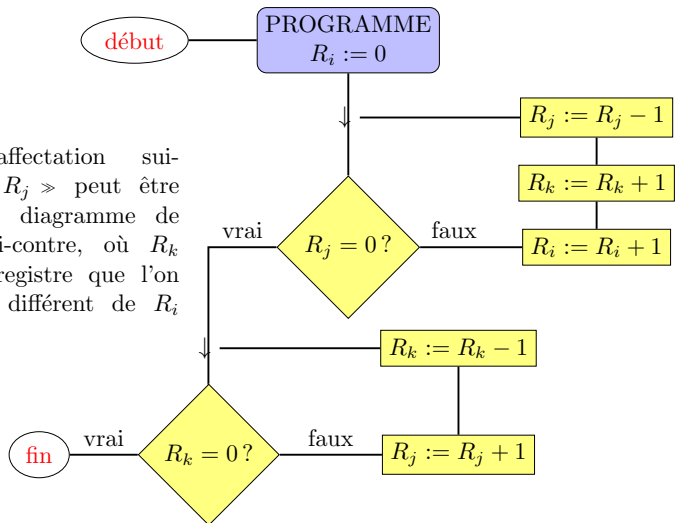 début
PROGRAMME
R_i := 0
⇓
R_j := R_j − 1
affectation sui-
R_j ≫ peut être
R_k := R_k + 1
diagramme de
vrai
R_j = 0 ?
faux
R_i := R_i + 1
i-contre, où R_k
registre que l'on
différent de R_i
⇓
R_k := R_k − 1
fin
vrai
R_k = 0 ?
faux
R_j := R_j + 1